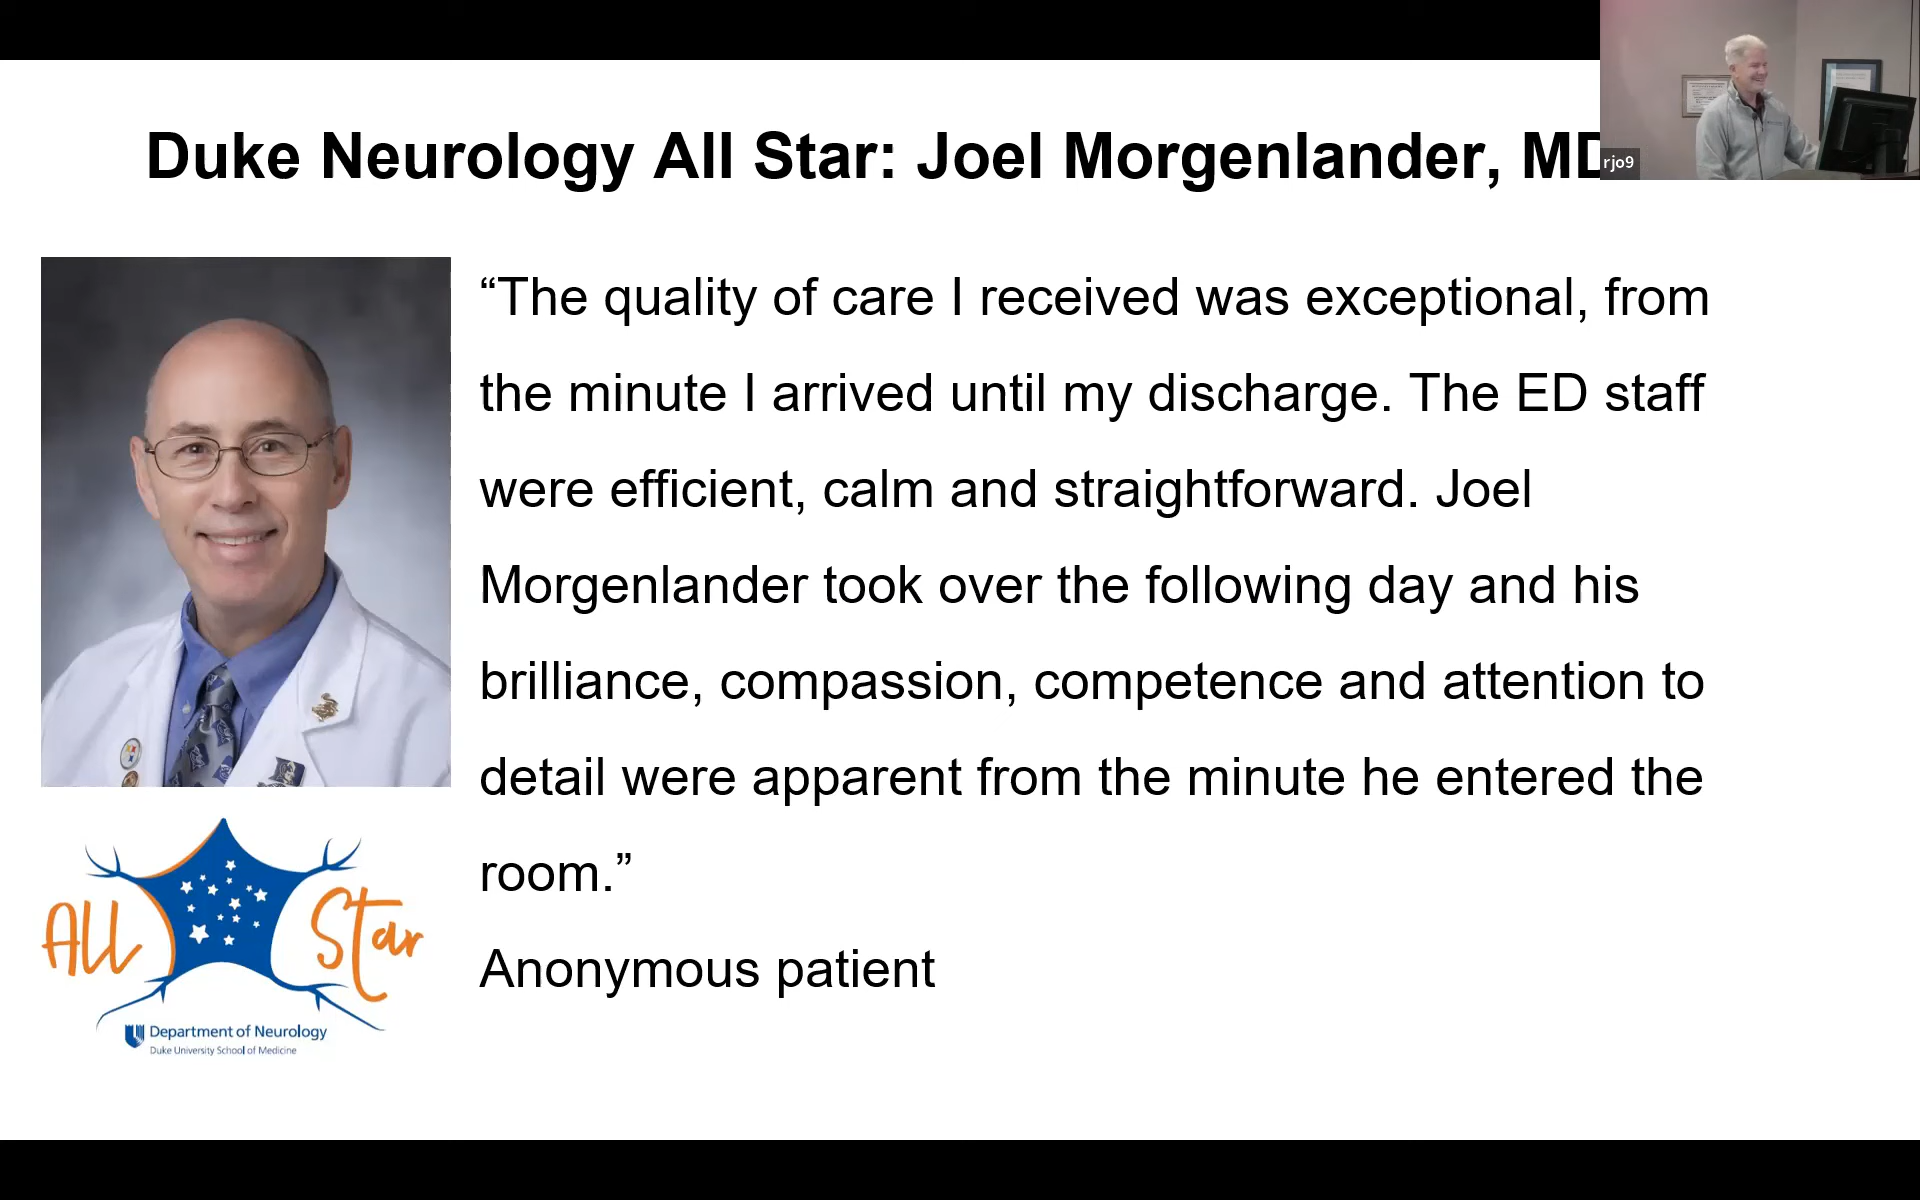 Duke Neurology All Star: Joel Morgenlander, MD
rjo9
“The quality of care I received was exceptional, from
the minute I arrived until my discharge. The ED staff
were efficient, calm and straightforward. Joel
Morgenlander took over the following day and his
brilliance, compassion, competence and attention to
detail were apparent from the minute he entered the
room.”
Anonymous patient
All Star
Department of Neurology
Duke University School of Medicine